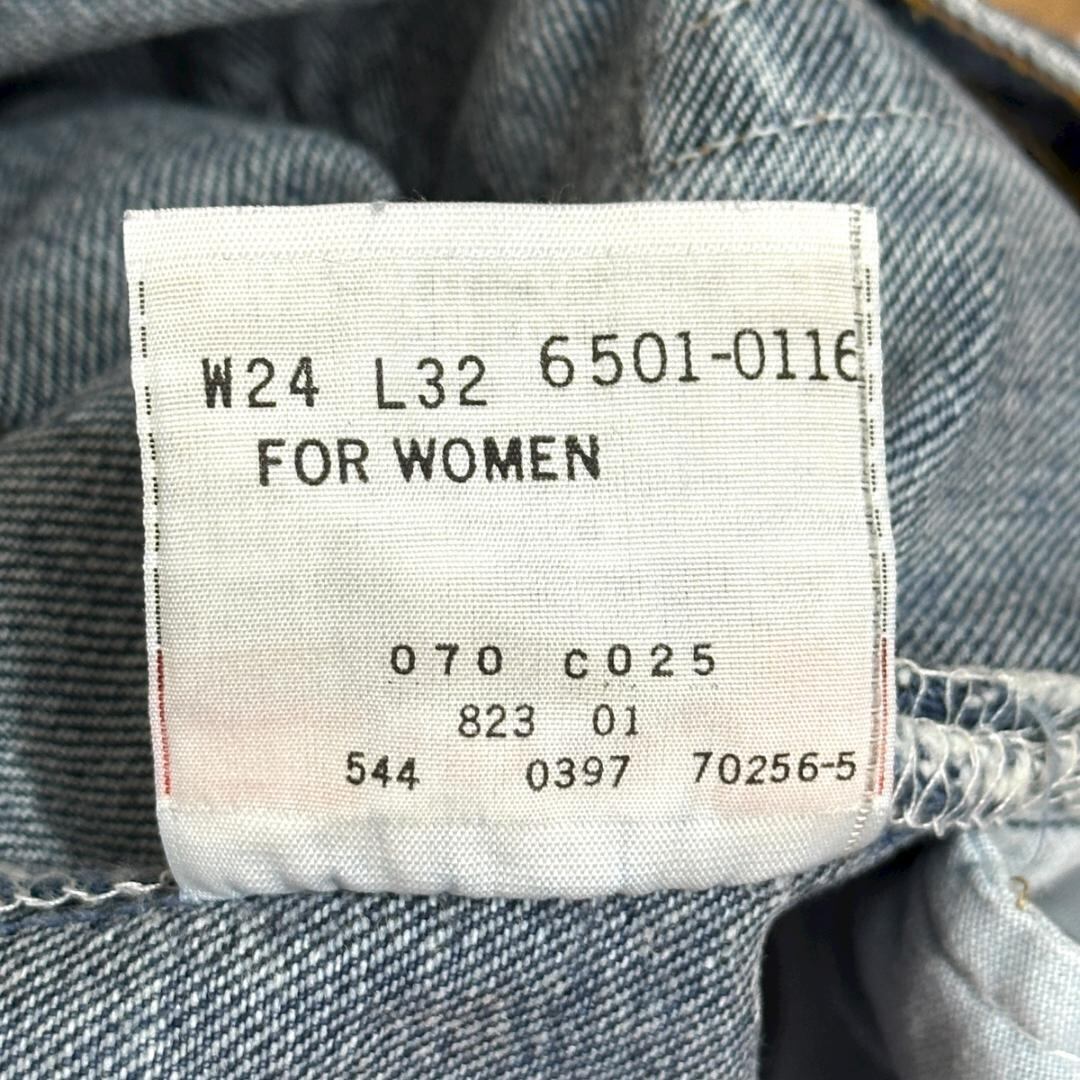 W24 L32 6501-0116
FOR WOMEN
070 c025
823 01
544 0397 70256-5